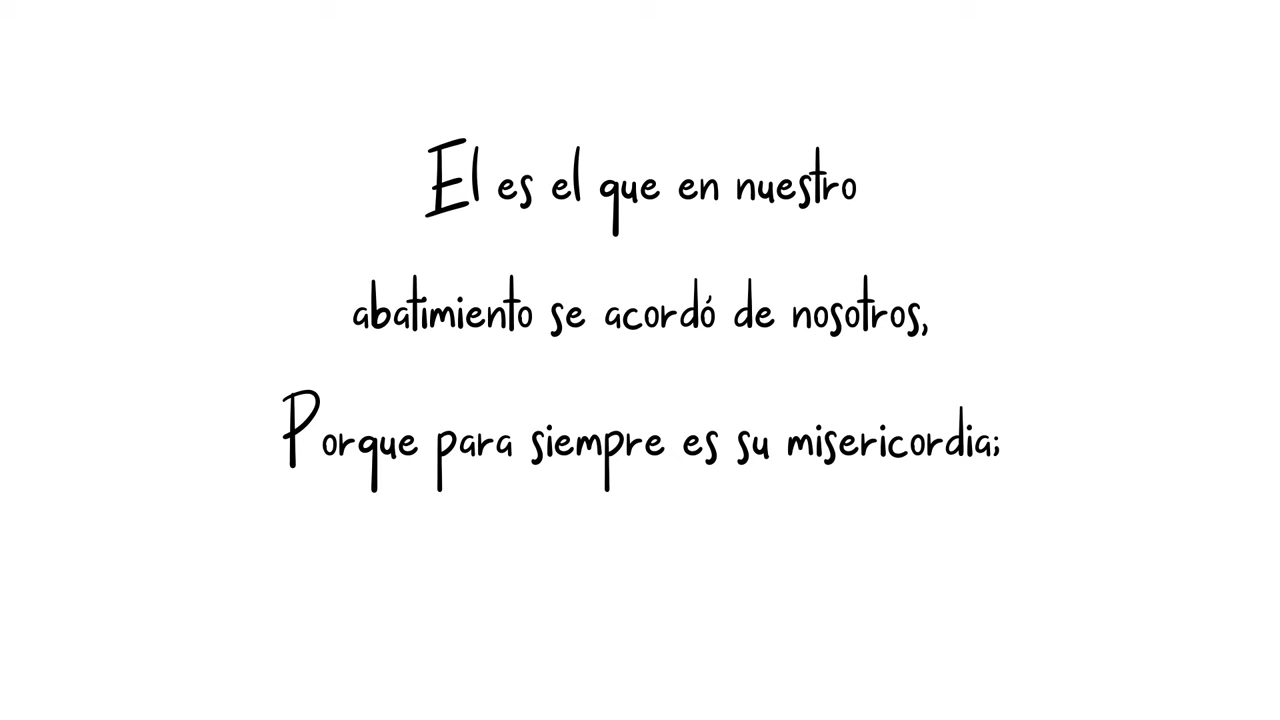 El es el que en nuestro
abatimiento se acordó de nosotros,
Porque para siempre es su misericordia;